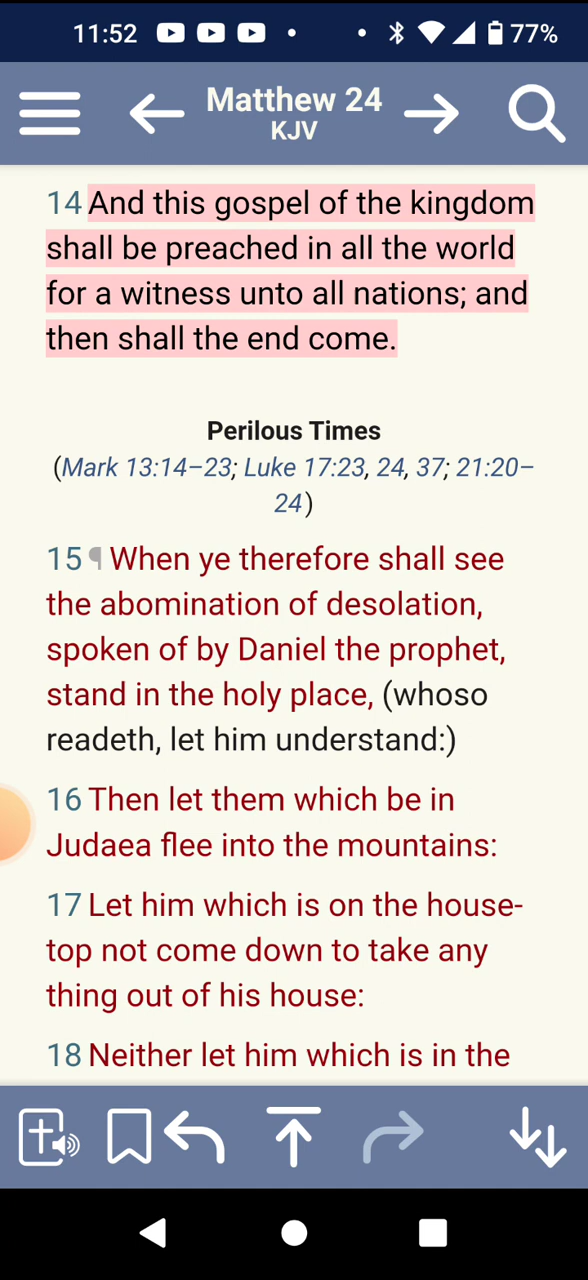 11:52
77%
Matthew 24
KJV
14 And this gospel of the kingdom
shall be preached in all the world
for a witness unto all nations; and
then shall the end come.
Perilous Times
(Mark 13:14–23; Luke 17:23, 24, 37; 21:20–
24)
15 ¶ When ye therefore shall see
the abomination of desolation,
spoken of by Daniel the prophet,
stand in the holy place, (whoso
readeth, let him understand:)
16 Then let them which be in
Judaea flee into the mountains:
17 Let him which is on the house-
top not come down to take any
thing out of his house:
18 Neither let him which is in the